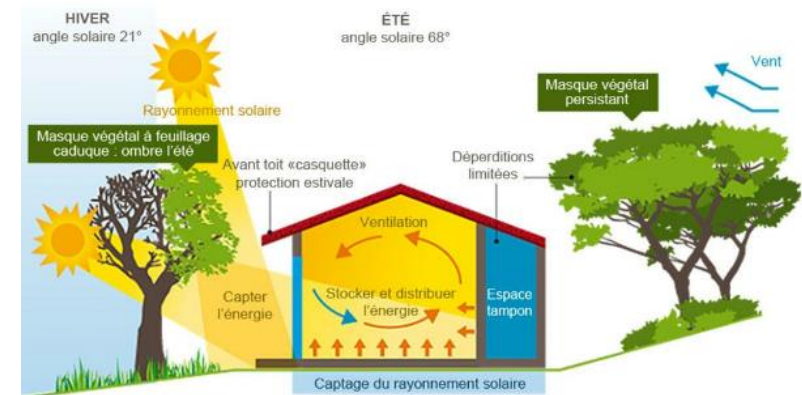 HIVER
angle solaire 21°
ÉTÉ
angle solaire 68°
Vent
Masque végétal
persistant
Rayonnement solaire
Masque végétal à feuillage
caduque : ombre l'été
Avant toit «casquette»
protection estivale
Déperditions
limitées
Ventilation
Capter
l'énergie
Stocker et distribuer
l'énergie
Espace
tampon
Captage du rayonnement solaire